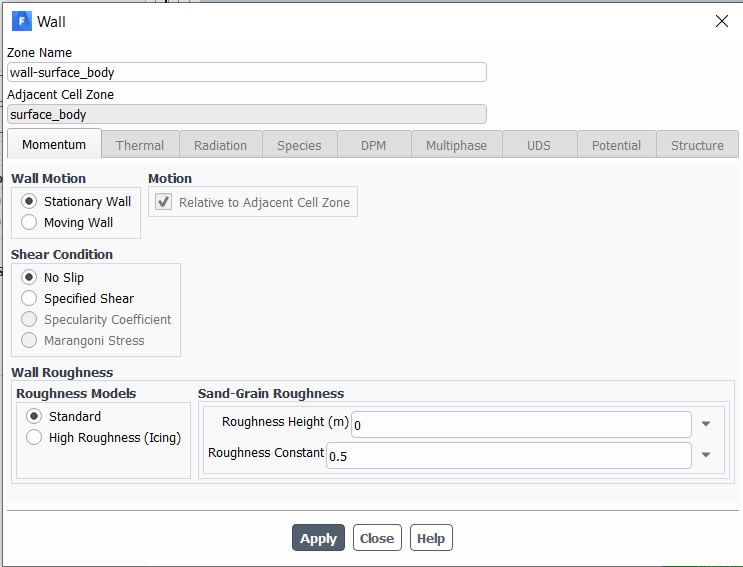 Wall
Zone Name
wall-surface_body
Adjacent Cell Zone
surface_body
Momentum Thermal Radiation Species DPM Multiphase UDS Potential Structure
Wall Motion Motion
Stationary Wall Relative to Adjacent Cell Zone
Moving Wall
Shear Condition
No Slip
Specified Shear
Specularity Coefficient
Marangoni Stress
Wall Roughness
Roughness Models Sand-Grain Roughness
Standard Roughness Height (m) 0
High Roughness (Icing) Roughness Constant 0.5
Apply Close Help